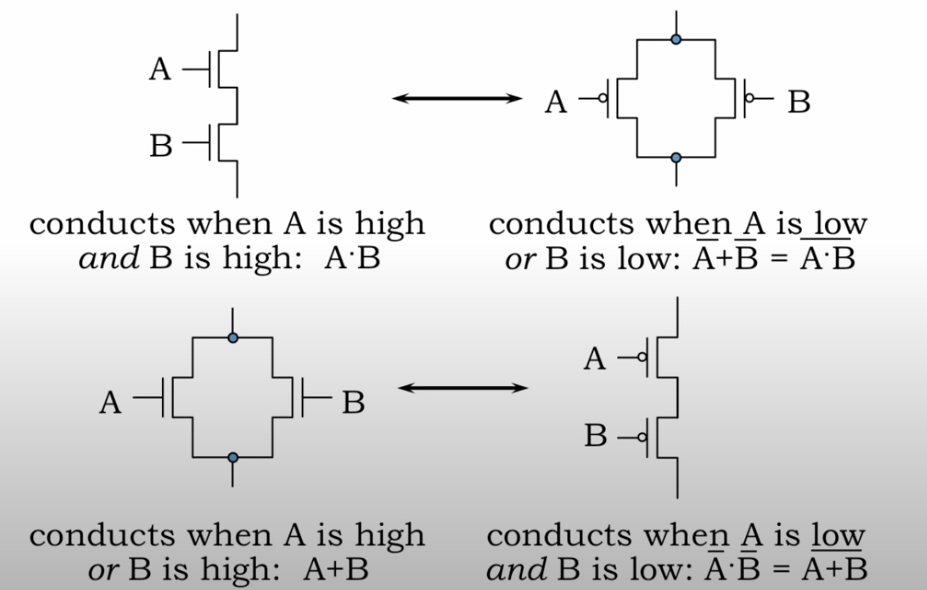 A
B
A
B
conducts when A is high
and B is high: A·B
conducts when A is low
or B is low: A̅+B̅ = A̅·̅B̅
A
B
A
B
conducts when A is high
or B is high: A+B
conducts when A is low
and B is low: A̅·B̅ = A̅+̅B̅